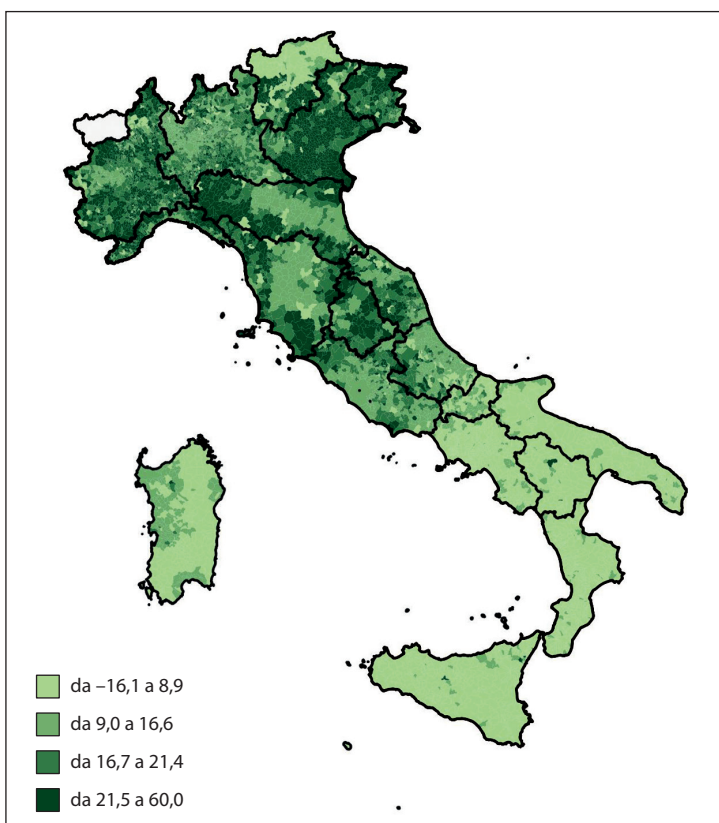 da –16,1 a 8,9
da 9,0 a 16,6
da 16,7 a 21,4
da 21,5 a 60,0